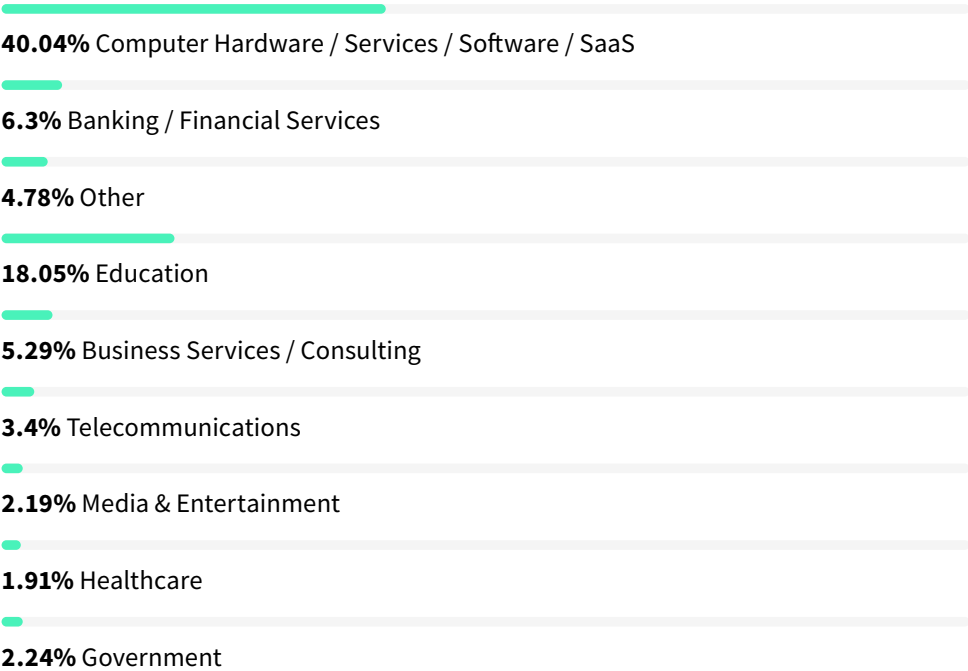 40.04% Computer Hardware / Services / Software / SaaS
6.3% Banking / Financial Services
4.78% Other
18.05% Education
5.29% Business Services / Consulting
3.4% Telecommunications
2.19% Media & Entertainment
1.91% Healthcare
2.24% Government